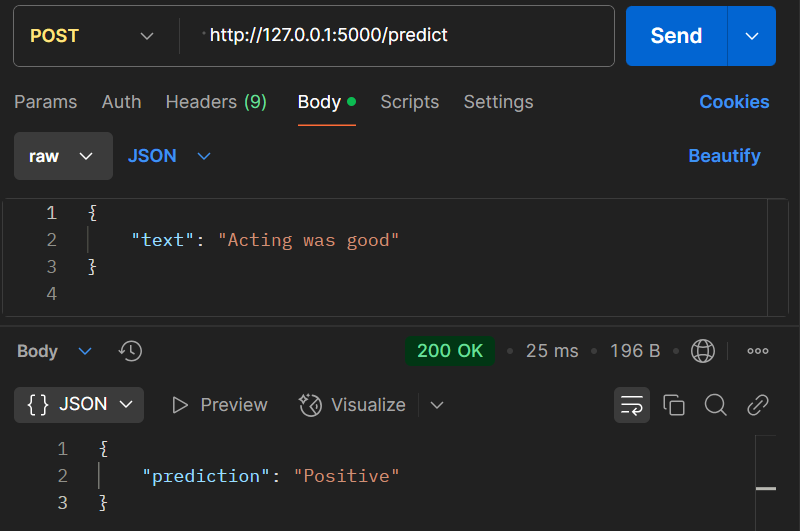 POST http://127.0.0.1:5000/predict Send
Params Auth Headers (9) Body Scripts Settings Cookies
raw JSON Beautify
1 {
2 "text": "Acting was good"
3 }
4
Body 200 OK • 25 ms • 196 B •
{} JSON Preview Visualize
1 {
2 "prediction": "Positive"
3 }